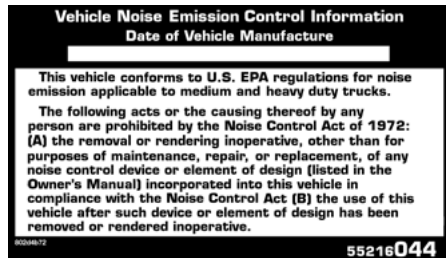 Vehicle Noise Emission Control Information
Date of Vehicle Manufacture
This vehicle conforms to U.S. EPA regulations for noise
emission applicable to medium and heavy duty trucks.
The following acts or the causing thereof by any
person are prohibited by the Noise Control Act of 1972:
(A) the removal or rendering inoperative, other than for
purposes of maintenance, repair, or replacement, of any
noise control device or element of design (listed in the
Owner's Manual) incorporated into this vehicle in
compliance with the Noise Control Act (B) the use of this
vehicle after such device or element of design has been
removed or rendered inoperative.
802d4b72
55216044